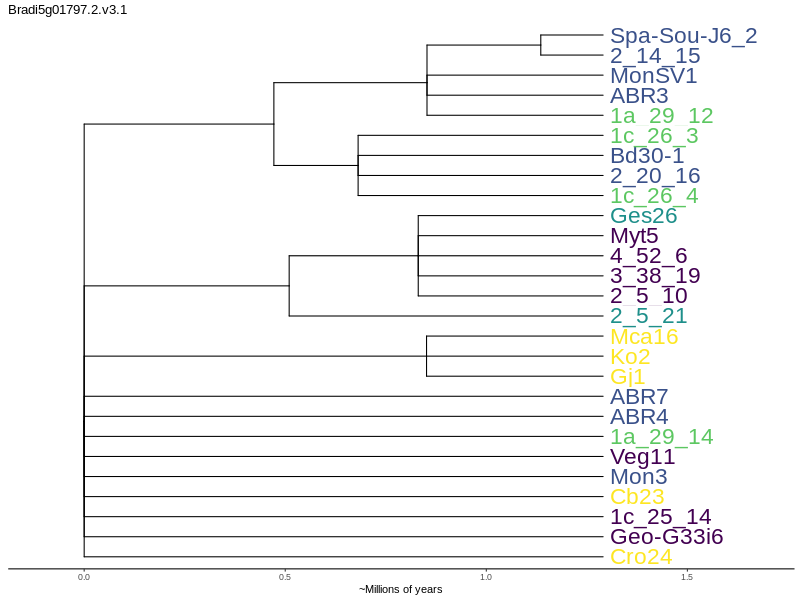 Bradi5g01797.2.v3.1
Spa-Sou-J6_2
2_14_15
MonSV1
ABR3
1a_29_12
1c_26_3
Bd30-1
2_20_16
1c_26_4
Ges26
Myt5
4_52_6
3_38_19
2_5_10
2_5_21
Mca16
Ko2
Gj1
ABR7
ABR4
1a_29_14
Veg11
Mon3
Cb23
1c_25_14
Geo-G33i6
Cro24
0.0 0.5 1.0 1.5
~Millions of years